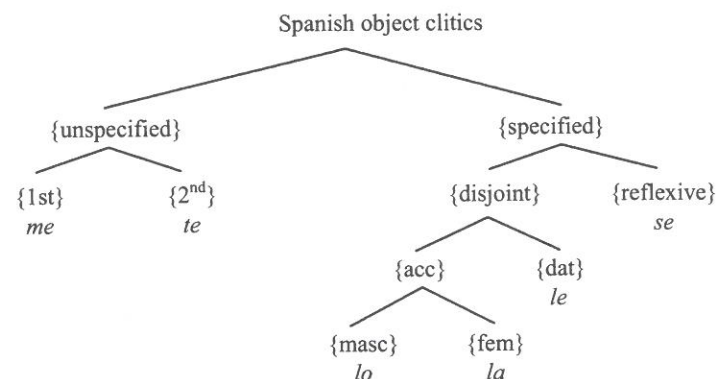 Spanish object clitics
{unspecified} {specified}
{1st} {2nd} {disjoint} {reflexive}
me te se
{acc} {dat}
le
{masc} {fem}
lo la